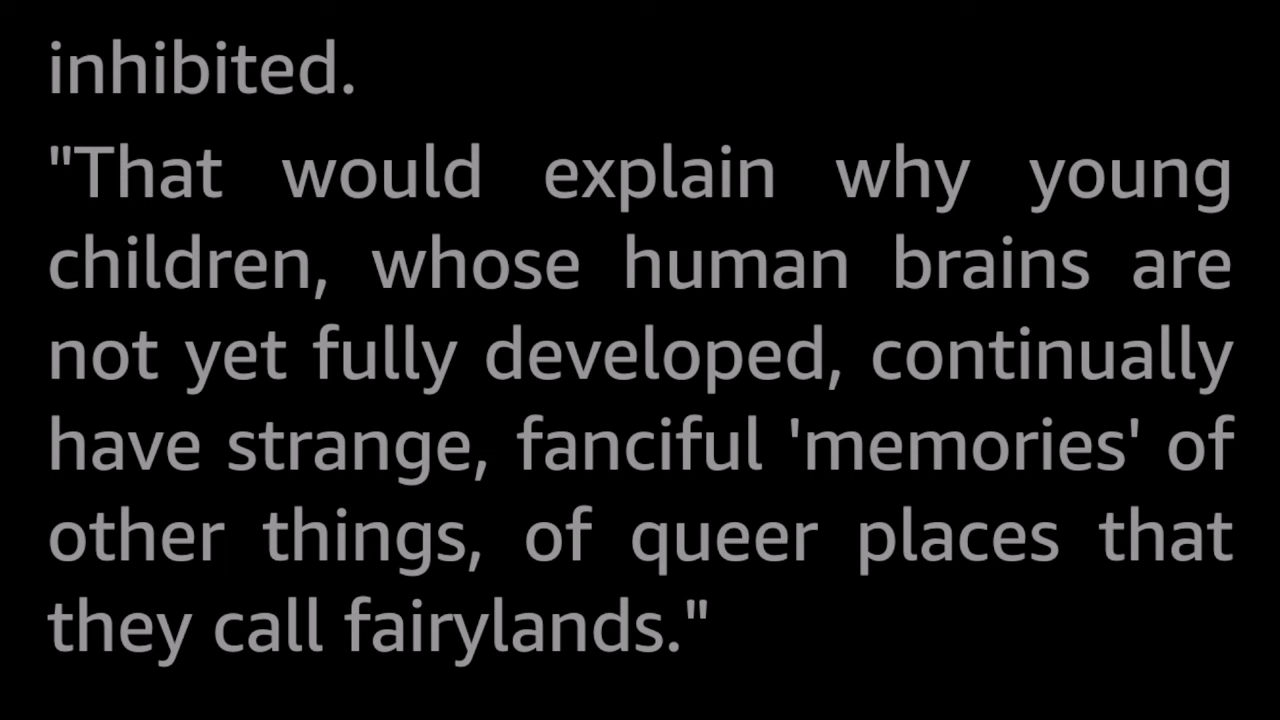 inhibited.
"That would explain why young
children, whose human brains are
not yet fully developed, continually
have strange, fanciful 'memories' of
other things, of queer places that
they call fairylands."